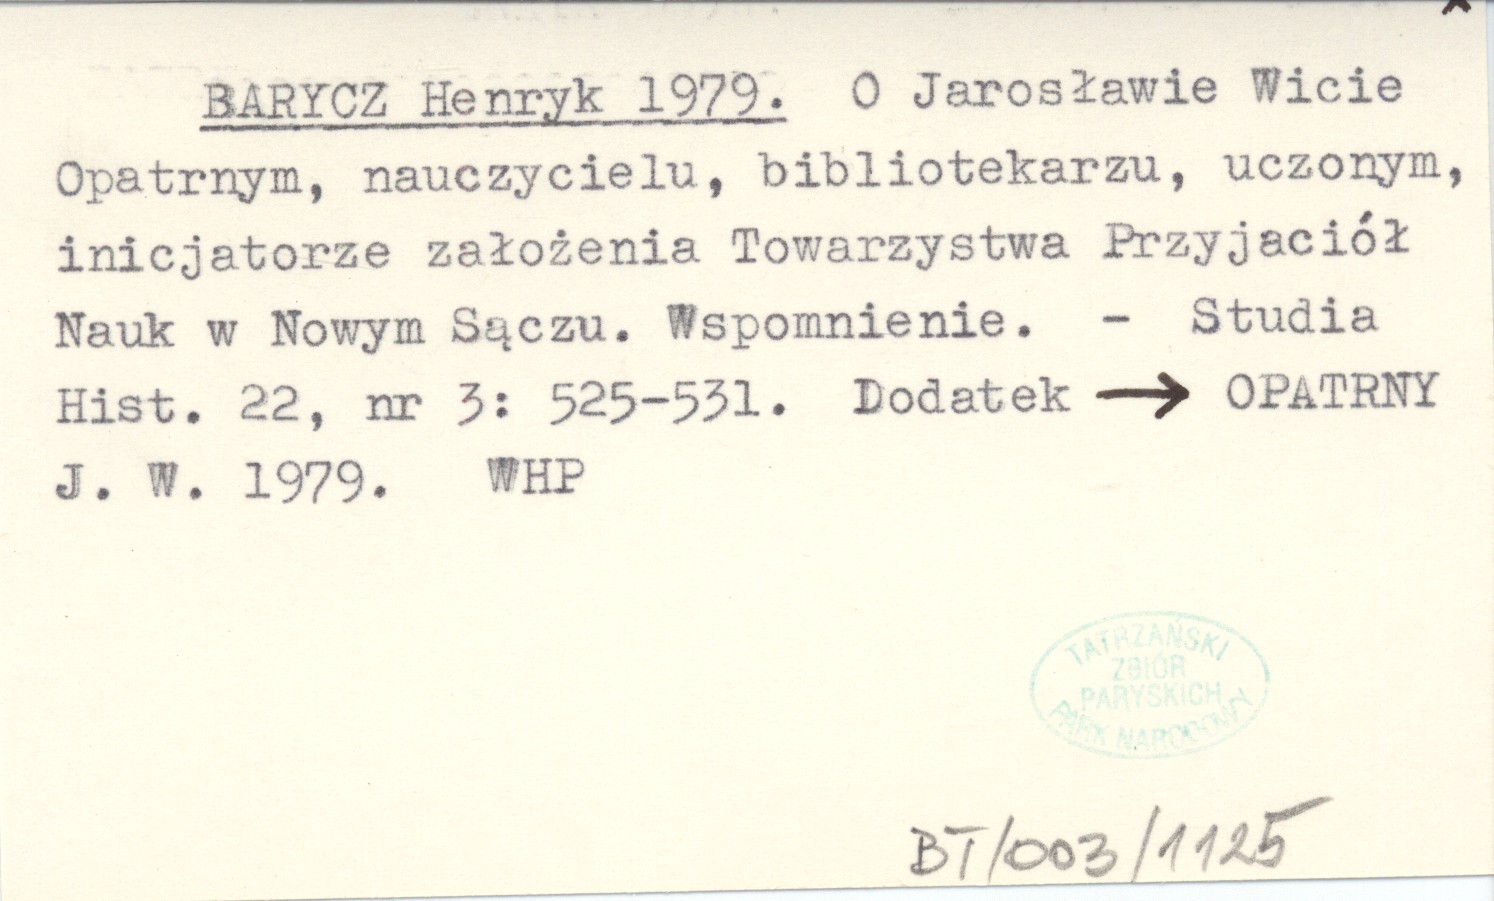 BARYCZ Henryk 1979. O Jarosławie Wicie
Opatrnym, nauczycielu, bibliotekarzu, uczonym,
inicjatorze założenia Towarzystwa Przyjaciół
Nauk w Nowym Sączu. Wspomnienie. - Studia
Hist. 22, nr 3: 525-531. Dodatek → OPATRNY
J. W. 1979. WHP
TATRZAŃSKI
ZBIÓR
PARYSKICH
PARK NARODOWY
BT/003/1125